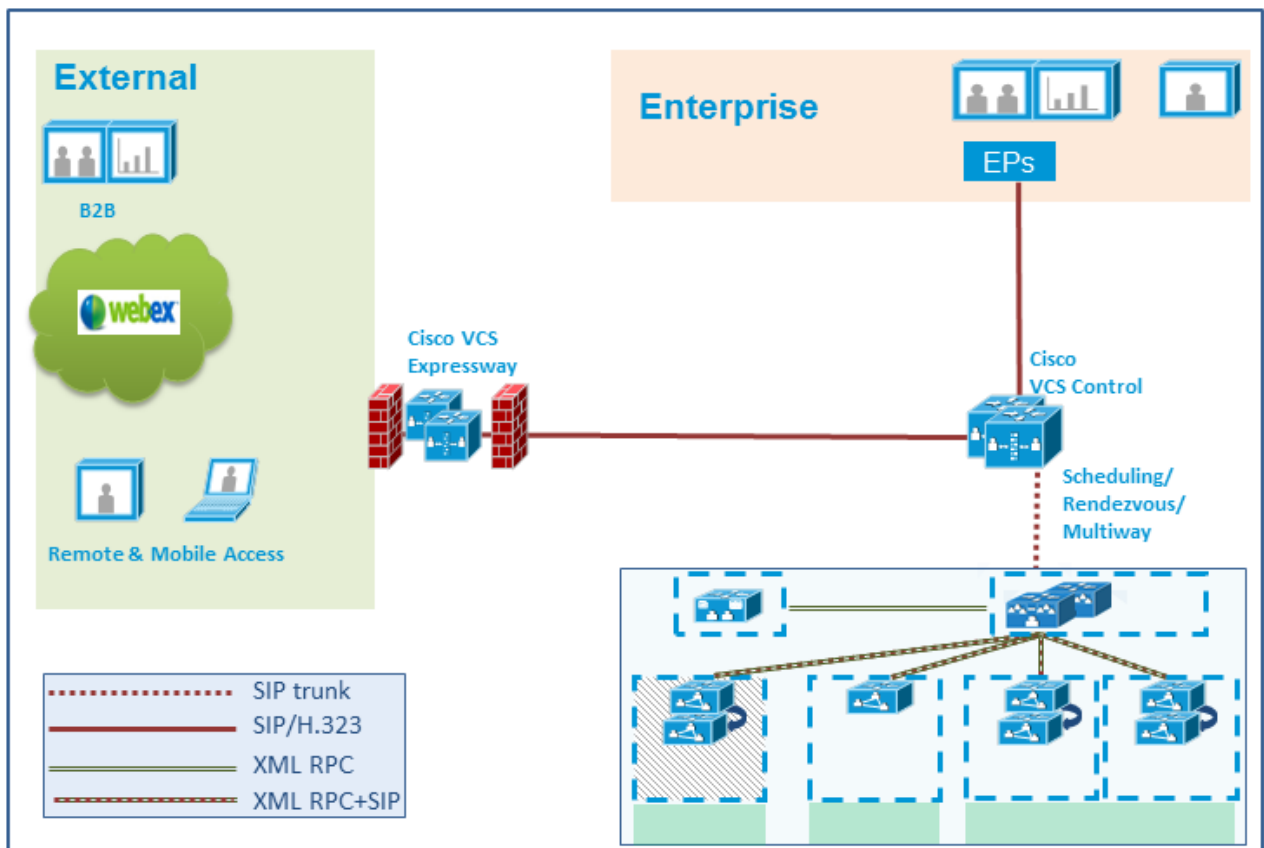 External
B2B
webex
Remote & Mobile Access
Cisco VCS
Expressway
Enterprise
EPs
Cisco
VCS Control
Scheduling/
Rendezvous/
Multiway
SIP trunk
SIP/H.323
XML RPC
XML RPC+SIP